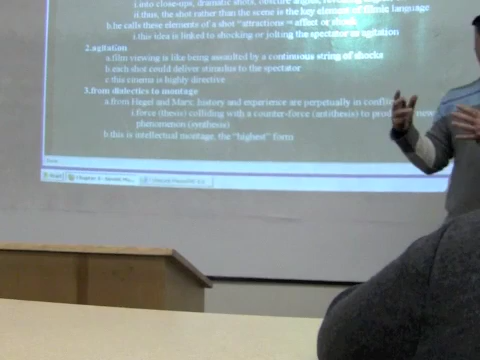 i.into close-ups, dramatic shots, obscure angles,
ii.thus, the shot rather than the scene is the key element of filmic language
b.he calls these elements of a shot "attractions = affect or shock
i.this idea is linked to shocking or jolting the spectator = agitation
2.agitaGon
a.film viewing is like being assaulted by a continuous string of shocks
b.each shot could deliver stimulus to the spectator
c.this cinema is highly directive
3.from dialectics to montage
a.from Hegel and Marx: history and experience are perpetually in conflict
i.force (thesis) colliding with a counter-force (antithesis) to produce new
phenomenon (synthesis)
b.this is intellectual montage, the "highest" form
Done
start